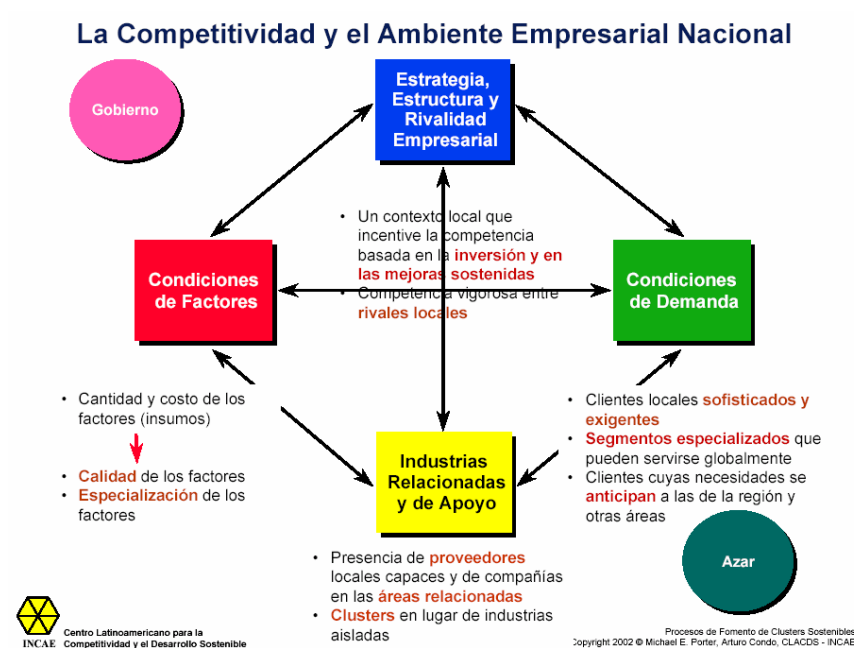 La Competitividad y el Ambiente Empresarial Nacional
Gobierno
Estrategia,
Estructura y
Rivalidad
Empresarial
• Un contexto local que
incentive la competencia
basada en la inversión y en
las mejoras sostenidas
• Competencia vigorosa entre
rivales locales
Condiciones
de Factores
Condiciones
de Demanda
• Cantidad y costo de los
factores (insumos)
• Calidad de los factores
• Especialización de los
factores
Industrias
Relacionadas
y de Apoyo
• Clientes locales sofisticados y
exigentes
• Segmentos especializados que
pueden servirse globalmente
• Clientes cuyas necesidades se
anticipan a las de la región y
otras áreas
Azar
• Presencia de proveedores
locales capaces y de compañías
en las áreas relacionadas
• Clusters en lugar de industrias
aisladas
INCAE
Centro Latinoamericano para la
Competitividad y el Desarrollo Sostenible
Procesos de Fomento de Clusters Sostenibles
Copyright 2002 © Michael E. Porter, Arturo Condo, CLACDS - INCAE